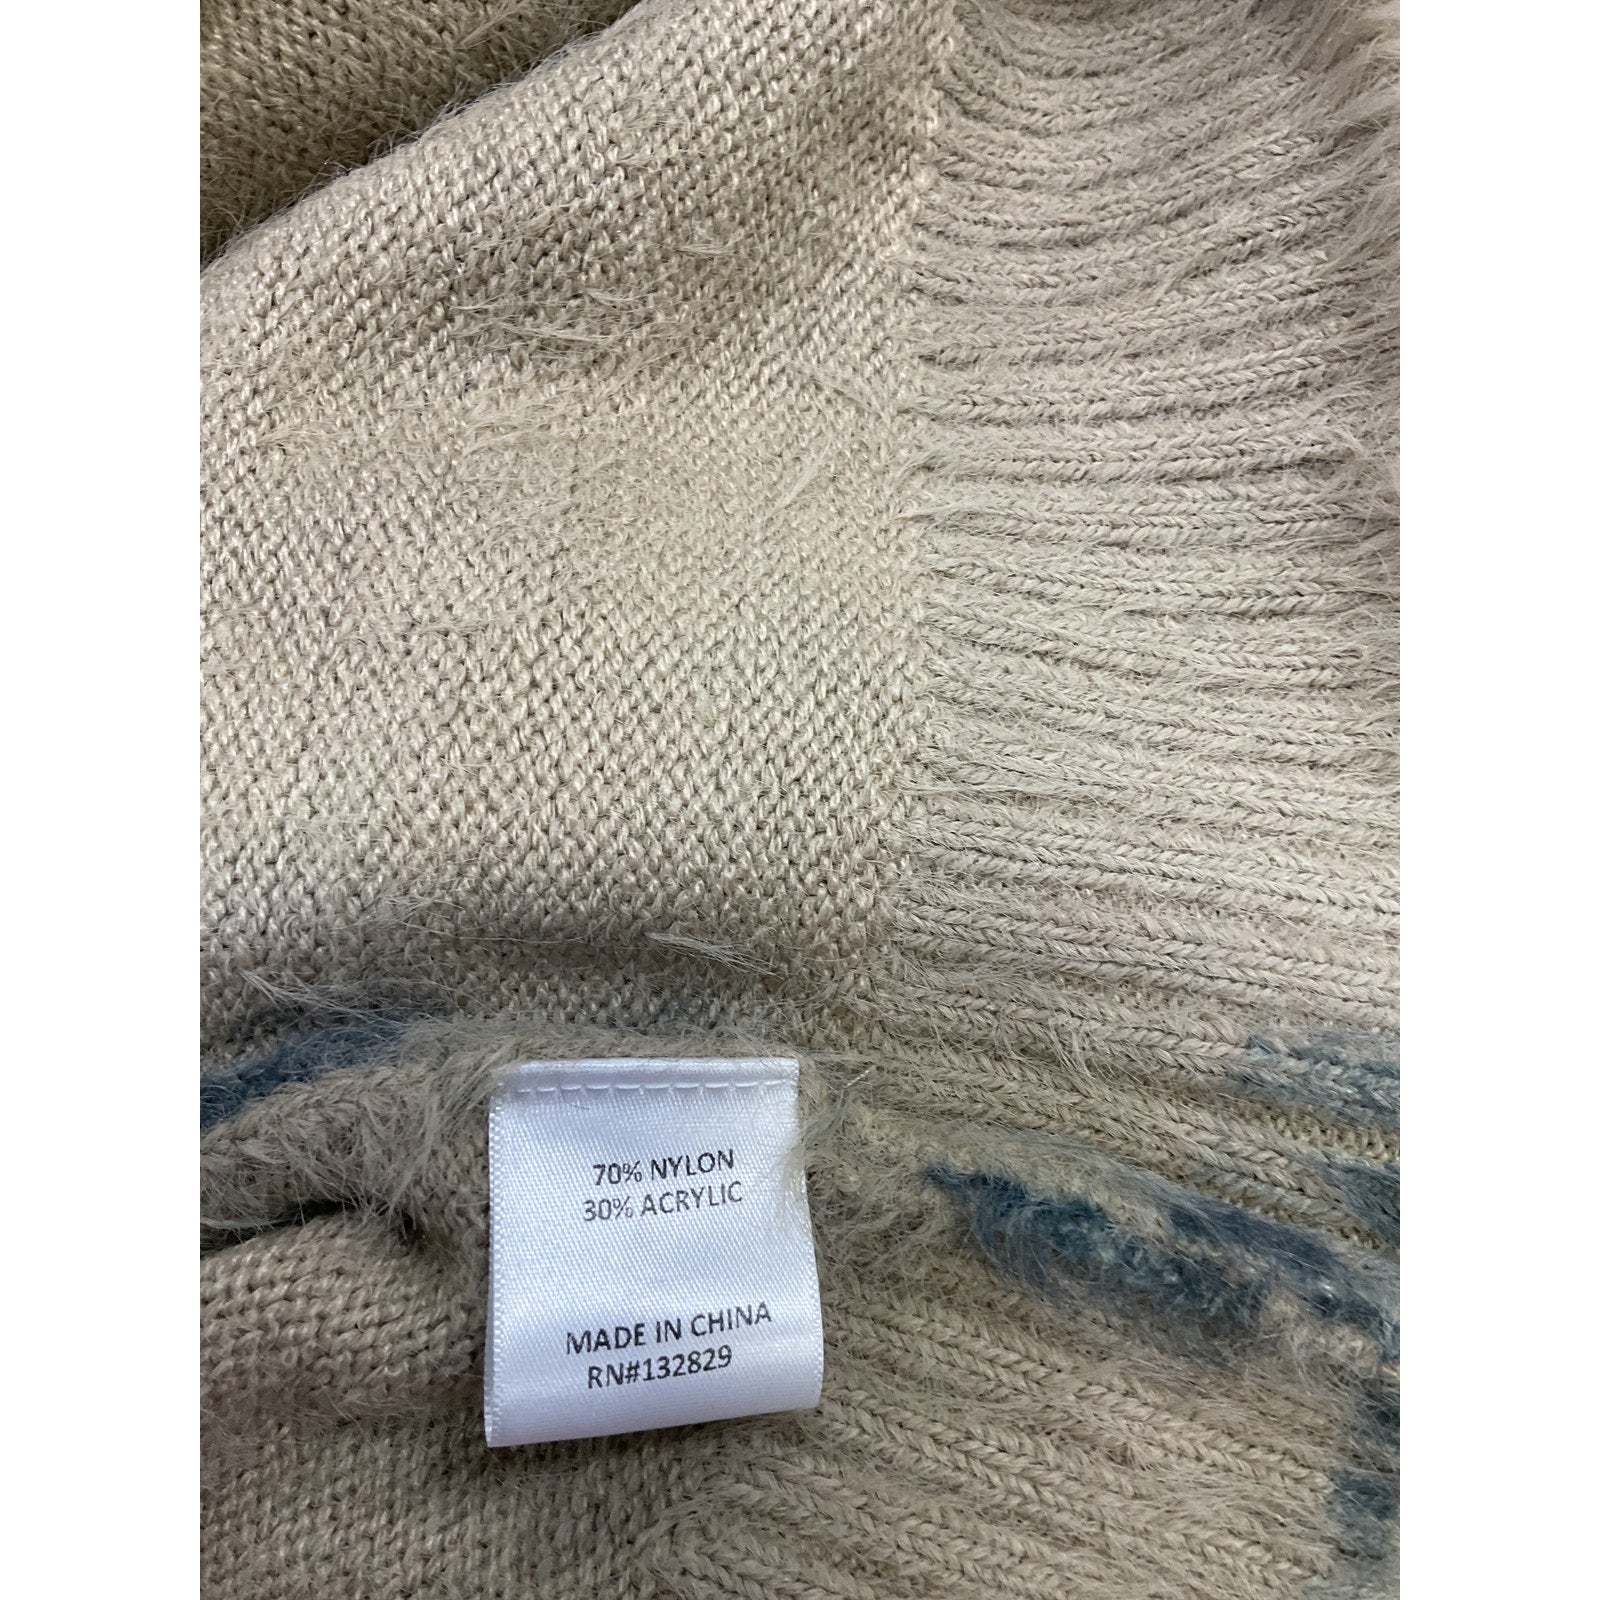 70% NYLON
30% ACRYLIC
MADE IN CHINA
RN#132829